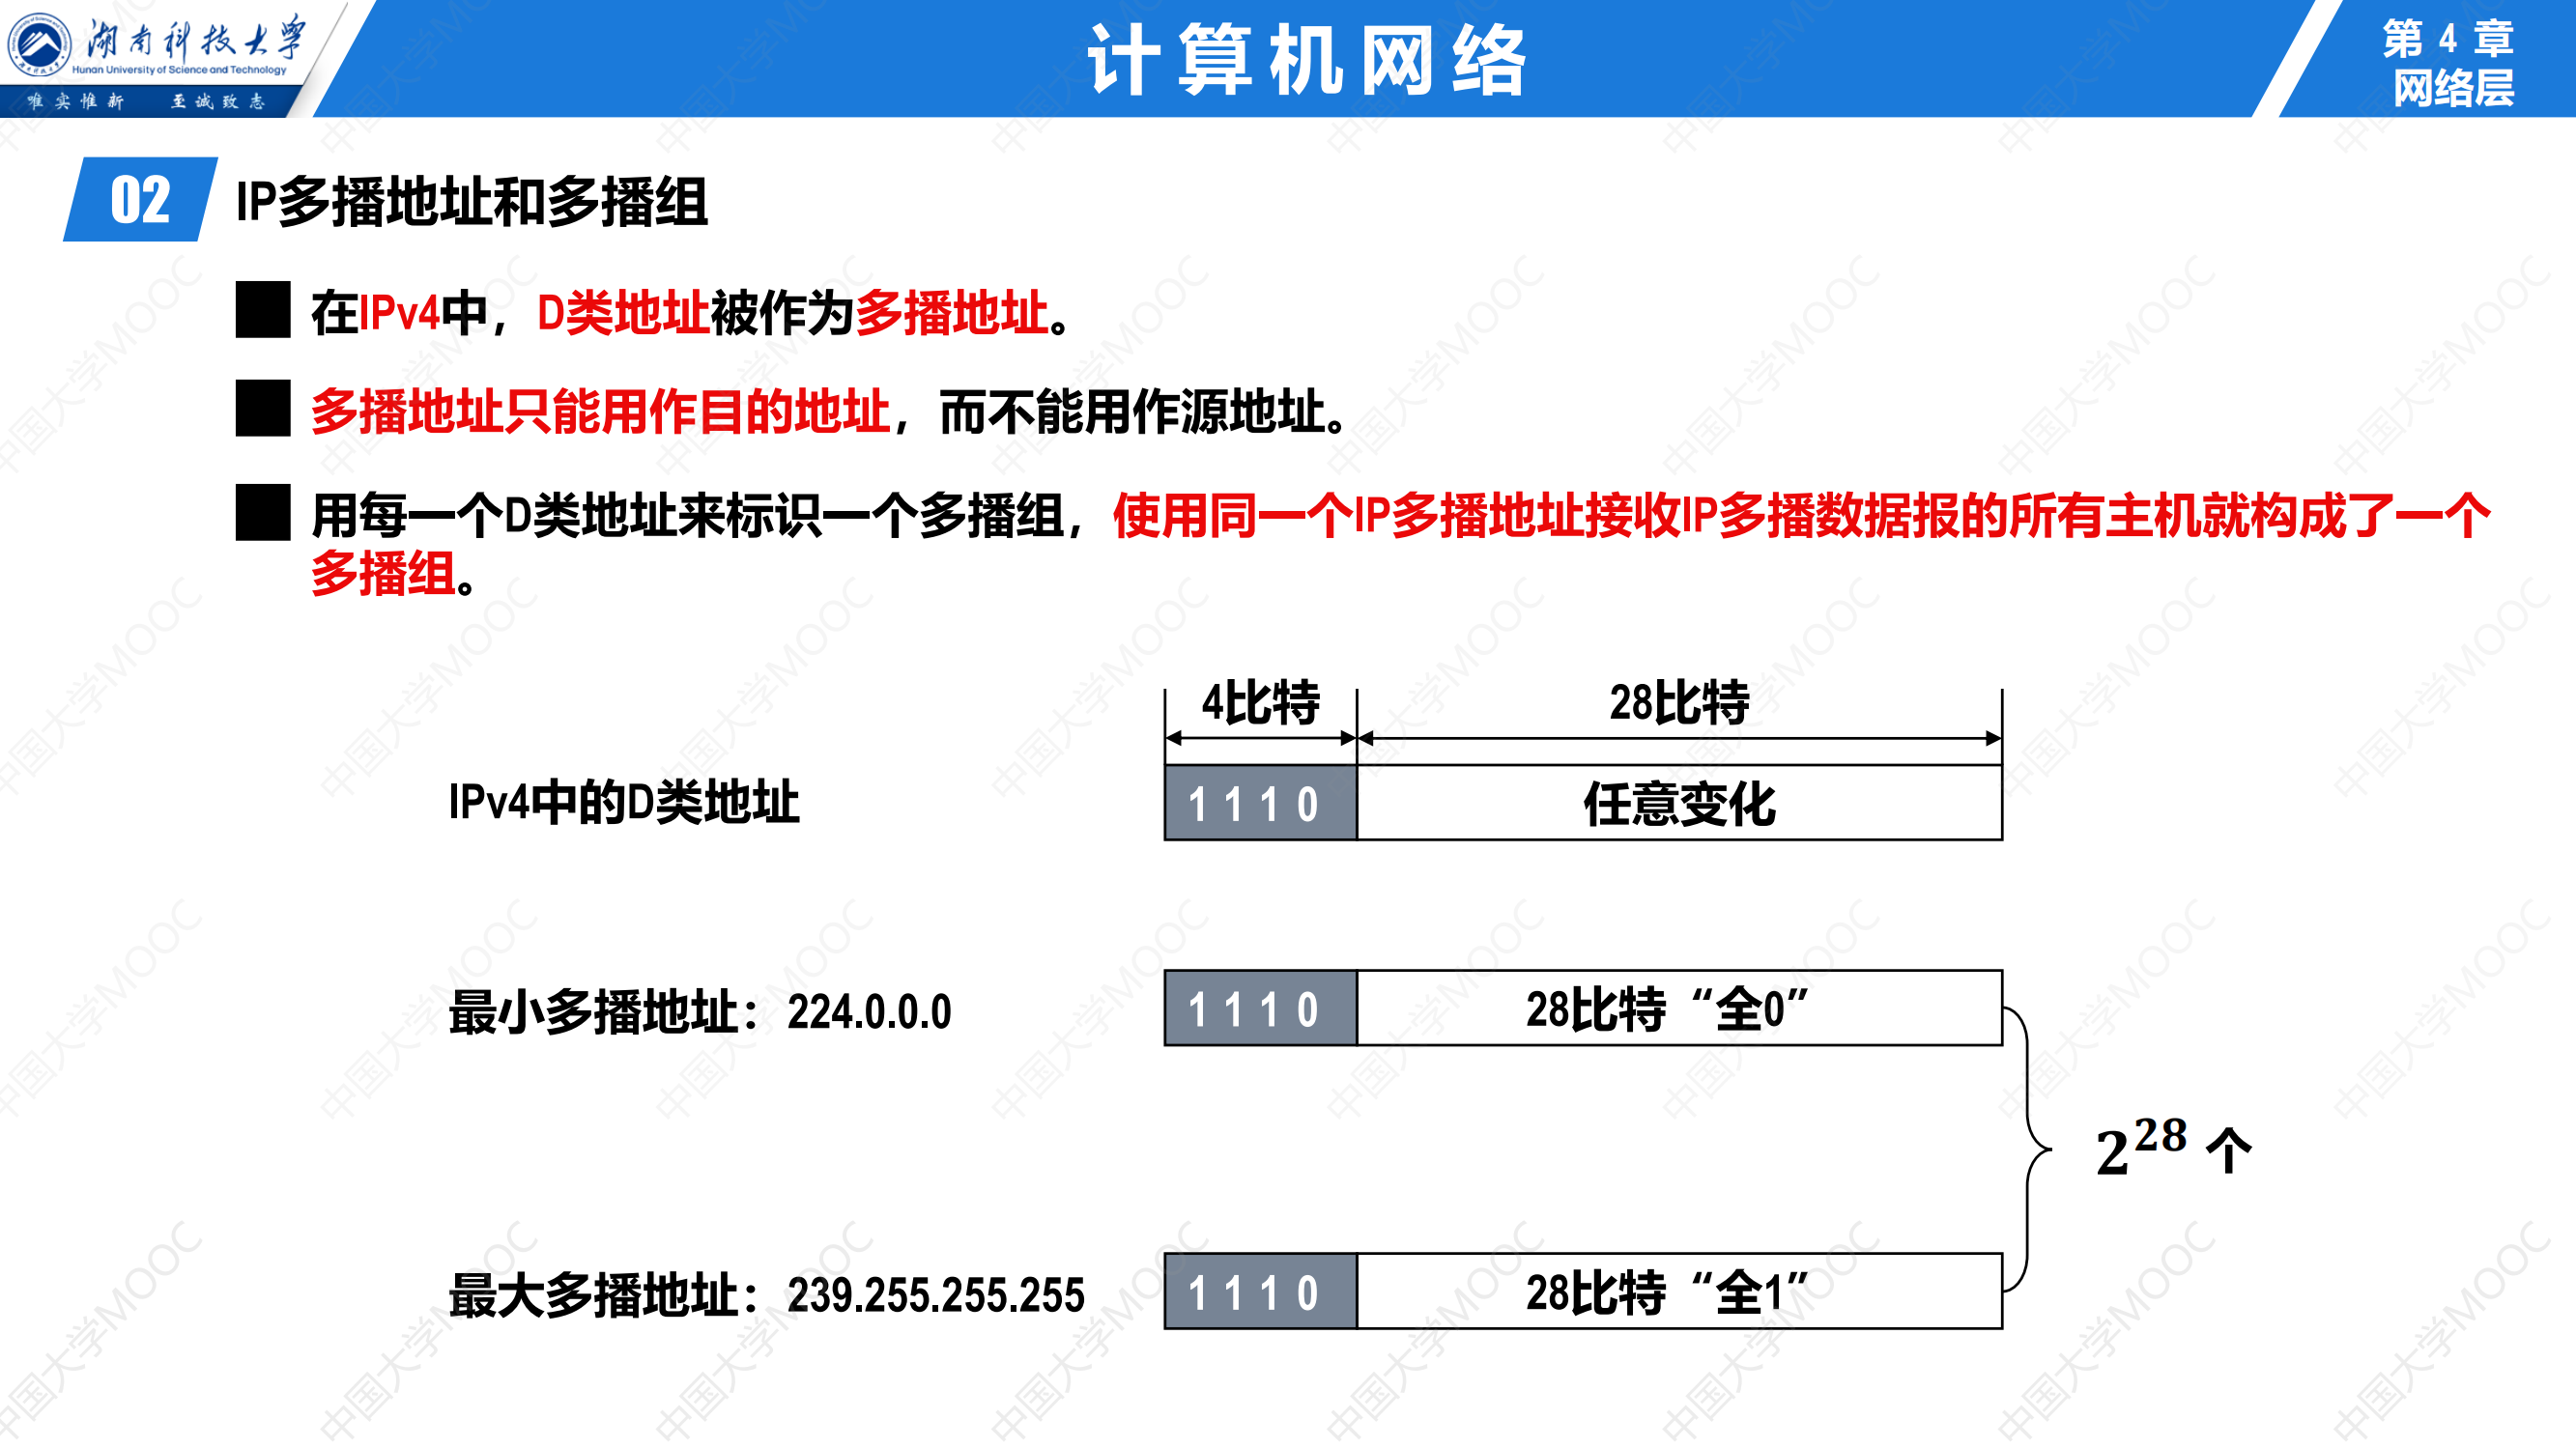 湖南科技大学
Hunan University of Science and Technology
唯实惟新 至诚致志
计算机网络
第 4 章
网络层
02
IP多播地址和多播组
在IPv4中，D类地址被作为多播地址。
多播地址只能用作目的地址，而不能用作源地址。
用每一个D类地址来标识一个多播组，使用同一个IP多播地址接收IP多播数据报的所有主机就构成了一个
多播组。
4比特 28比特
IPv4中的D类地址 1 1 1 0 任意变化
最小多播地址：224.0.0.0 1 1 1 0 28比特“全0”
2^28 个
最大多播地址：239.255.255.255 1 1 1 0 28比特“全1”
中国大学MOOC